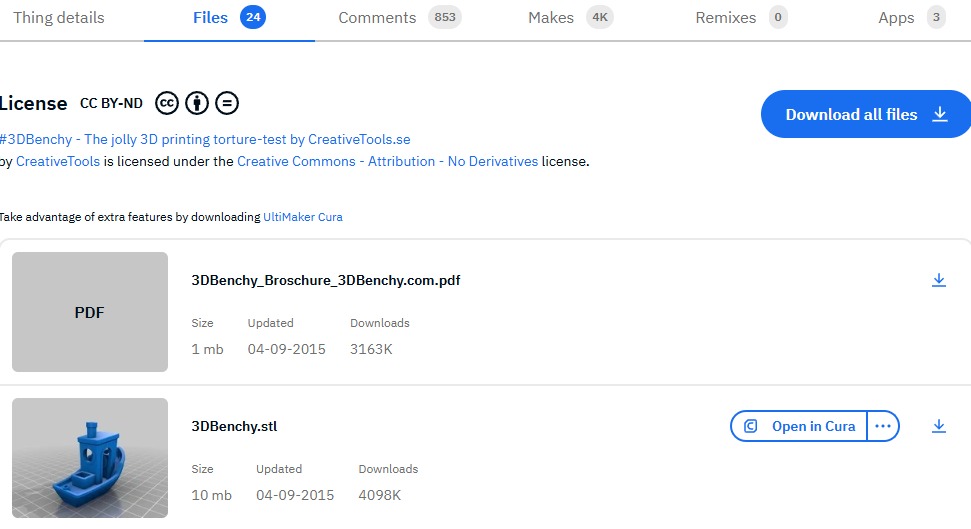 Thing details Files 24 Comments 853 Makes 4K Remixes 0 Apps 3
License CC BY-ND cc
Download all files
#3DBenchy - The jolly 3D printing torture-test by CreativeTools.se
by CreativeTools is licensed under the Creative Commons - Attribution - No Derivatives license.
Take advantage of extra features by downloading UltiMaker Cura
PDF
3DBenchy_Broschure_3DBenchy.com.pdf
Size Updated Downloads
1 mb 04-09-2015 3163K
3DBenchy.stl
Open in Cura ...
Size Updated Downloads
10 mb 04-09-2015 4098K